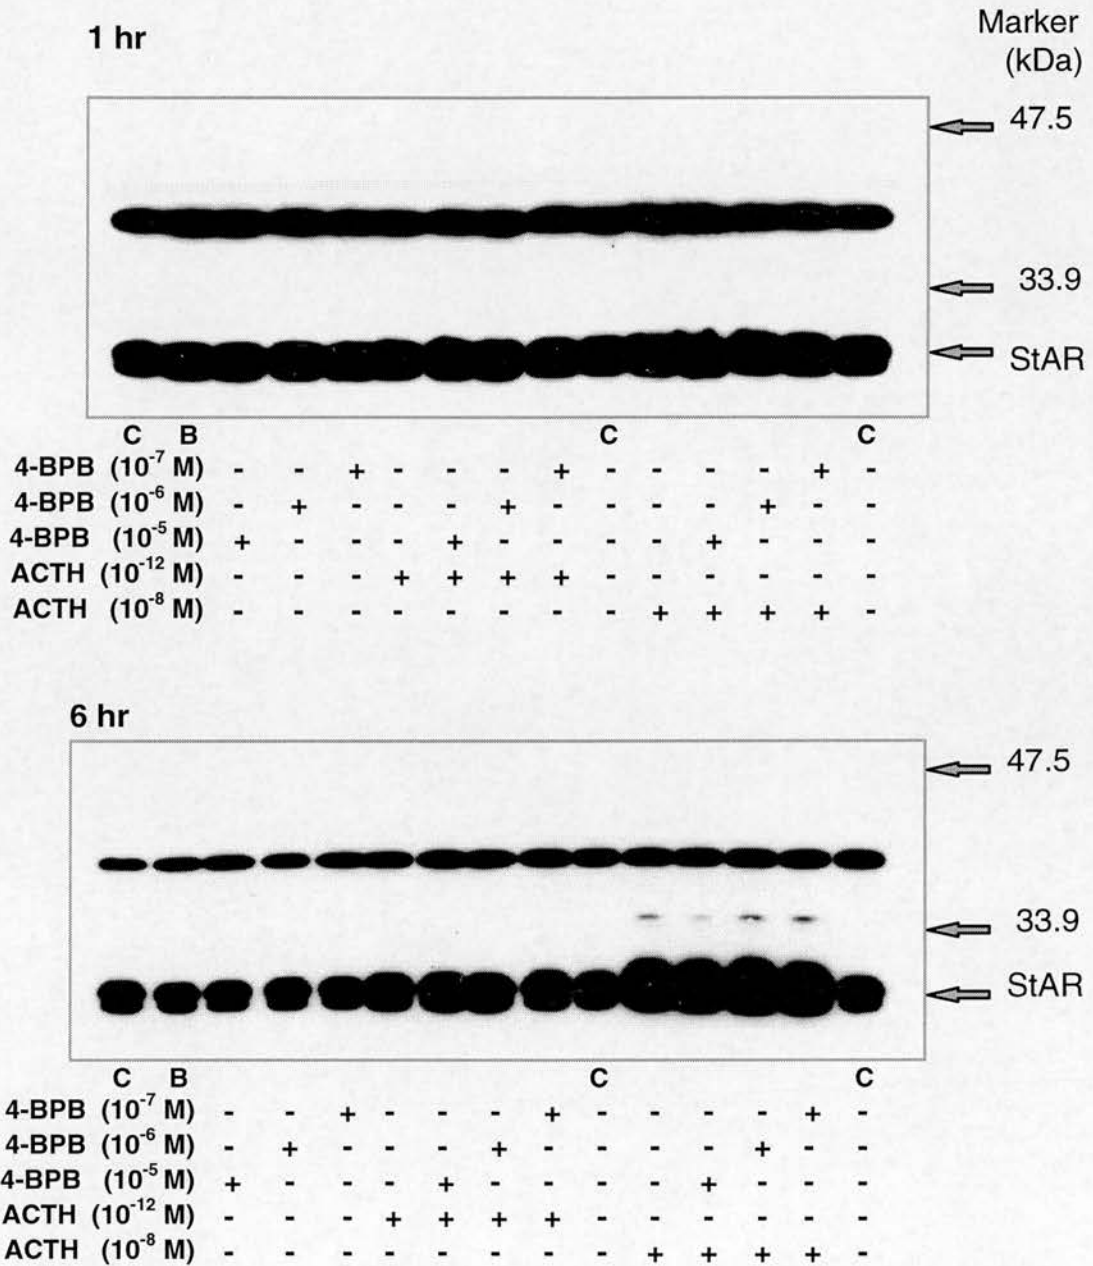 1 hr
Marker
(kDa)
47.5
33.9
StAR
C B C C
4-BPB (10⁻⁷ M) - - + - - - + - - - - + -
4-BPB (10⁻⁶ M) - + - - - + - - - - + - -
4-BPB (10⁻⁵ M) + - - - + - - - - + - - -
ACTH (10⁻¹² M) - - - + + + + - - - - - -
ACTH (10⁻⁸ M) - - - - - - - - + + + + -
6 hr
47.5
33.9
StAR
C B C C
4-BPB (10⁻⁷ M) - - + - - - + - - - - + -
4-BPB (10⁻⁶ M) - + - - - + - - - - + - -
4-BPB (10⁻⁵ M) + - - - + - - - - + - - -
ACTH (10⁻¹² M) - - - + + + + - - - - - -
ACTH (10⁻⁸ M) - - - - - - - - + + + + -